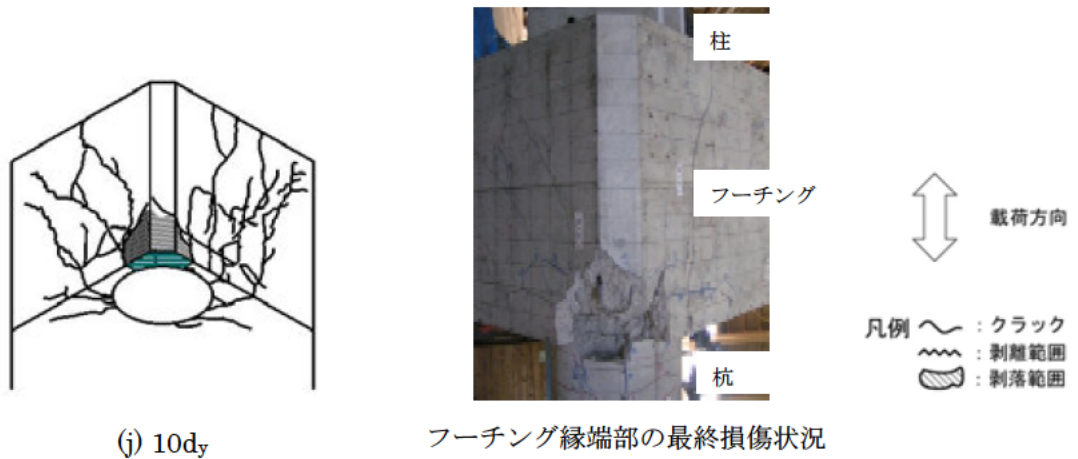 柱
フーチング
杭
載荷方向
凡例 : クラック
: 剥離範囲
: 剥落範囲
(j) 10dy
フーチング縁端部の最終損傷状況